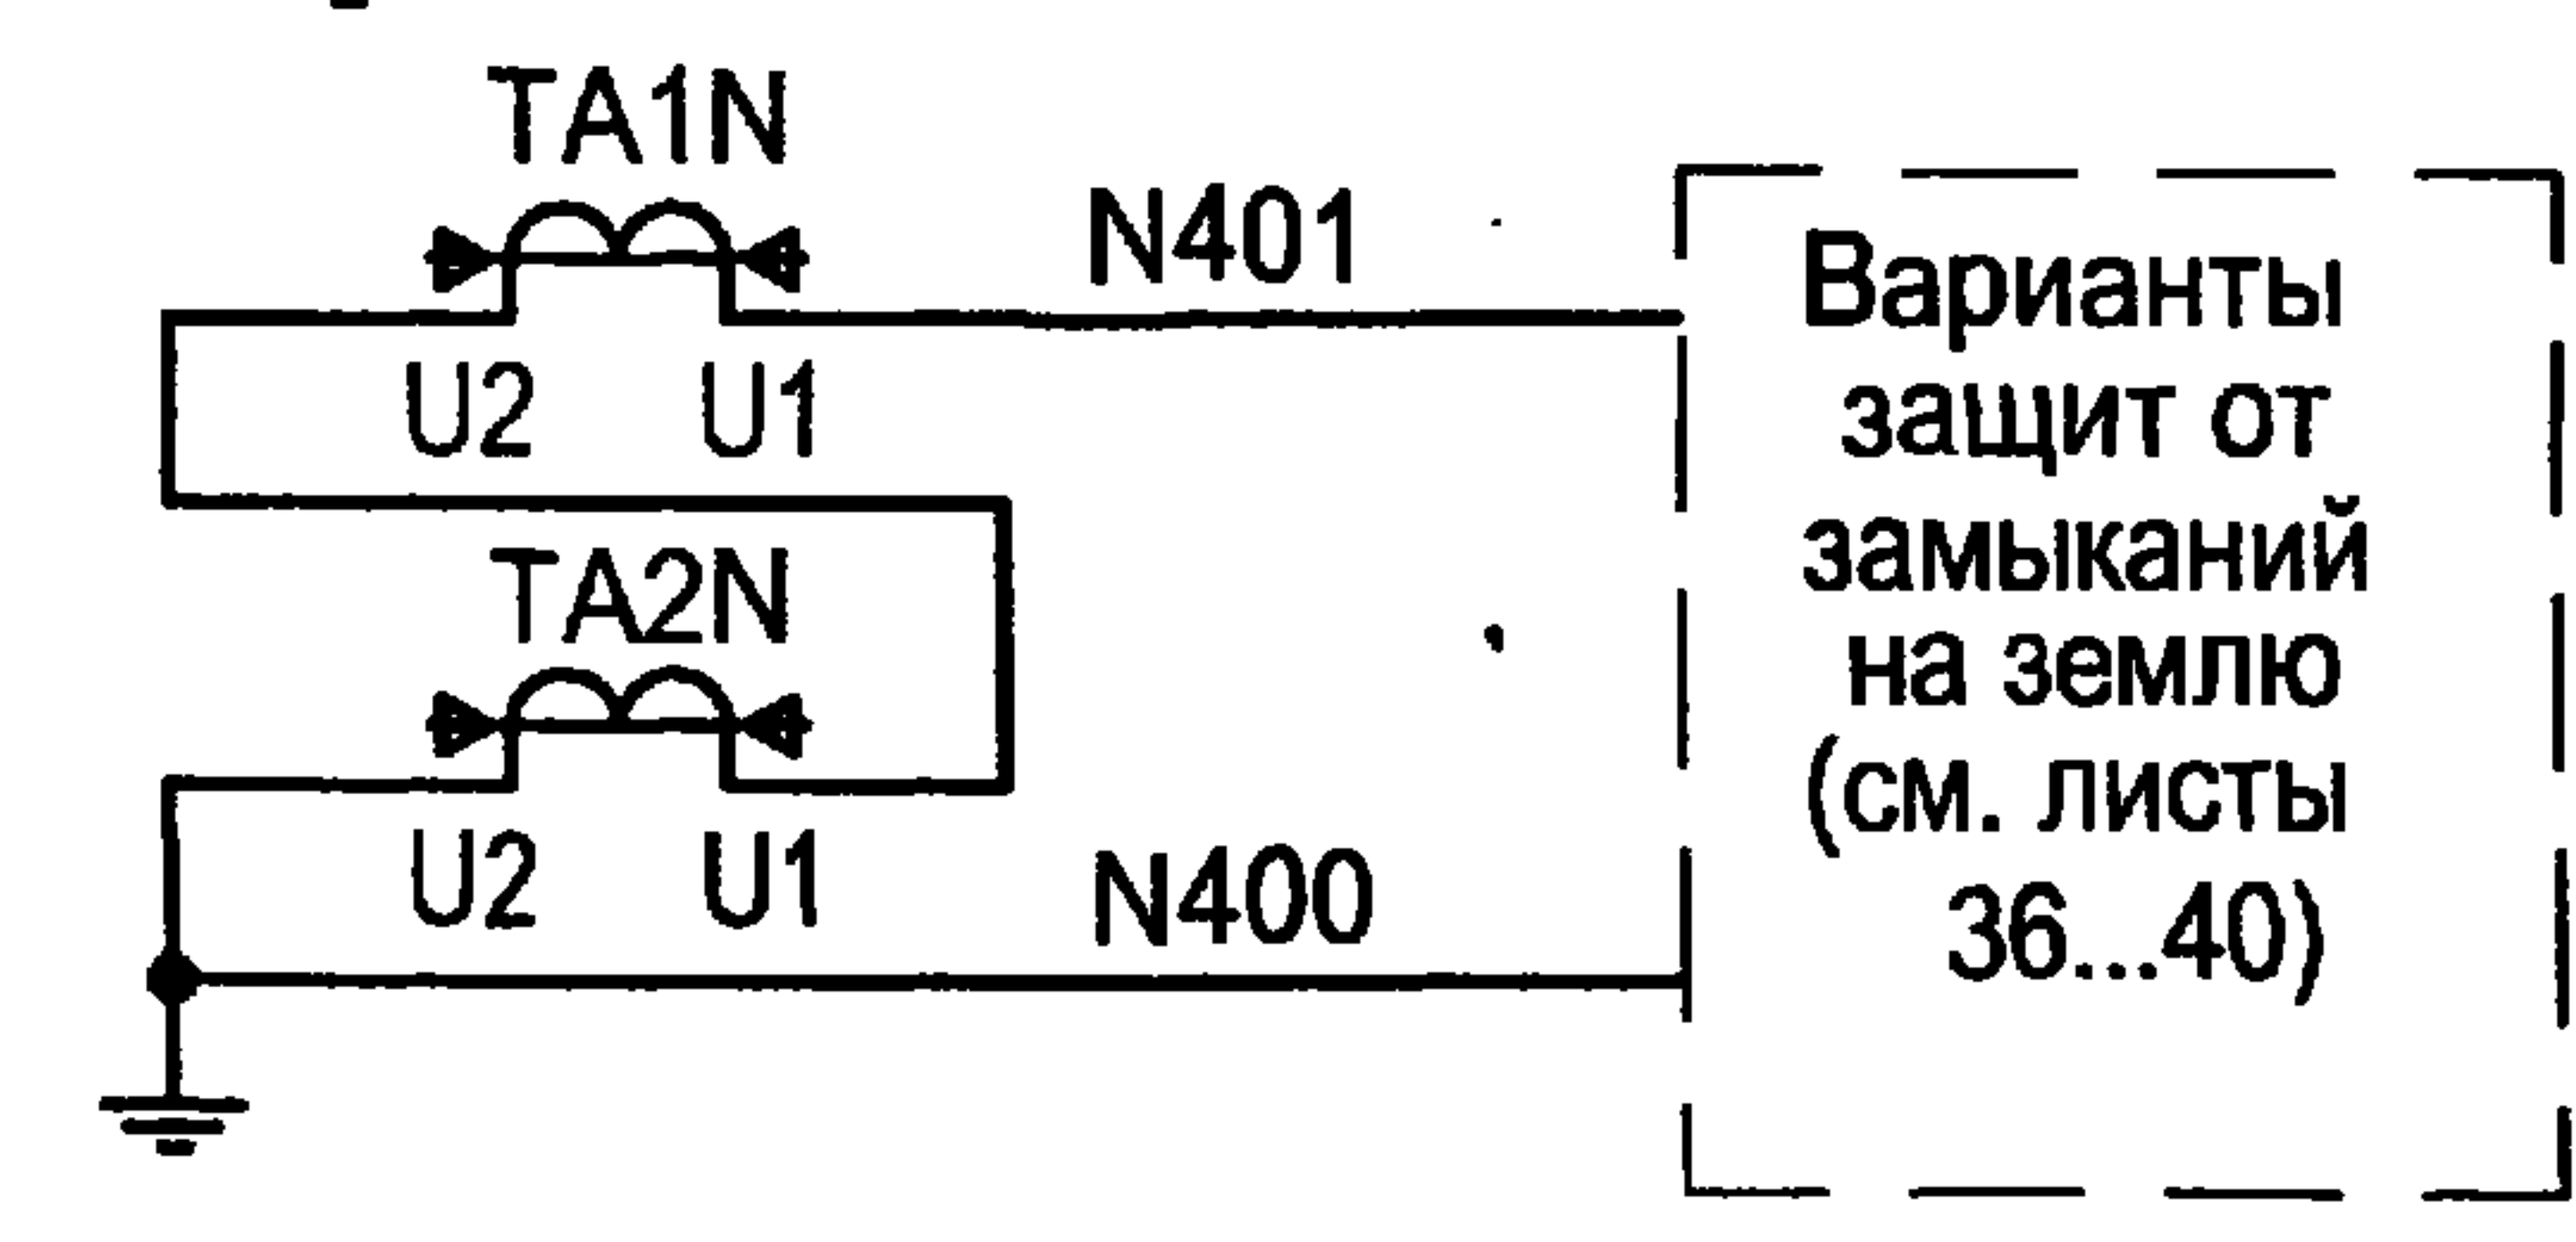 TA1N
N401
U2 U1
TA2N
U2 U1
N400
Варианты
защит от
замыканий
на землю
(см. листы
36...40)